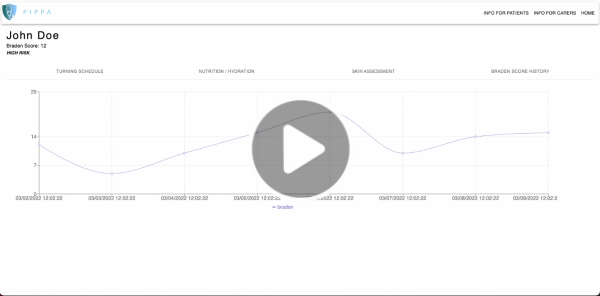 PIPPA
INFO FOR PATIENTS INFO FOR CARERS HOME
John Doe
Braden Score: 12
HIGH RISK
TURNING SCHEDULE NUTRITION / HYDRATION SKIN ASSESSMENT BRADEN SCORE HISTORY
25
14
7
0
03/02/2022 12:02:22 03/03/2022 12:02:22 03/04/2022 12:02:22 03/05/2022 12:02:22 2022 12:02:22 03/07/2022 12:02:22 03/08/2022 12:02:22 03/09/2022 12:02:2
braden